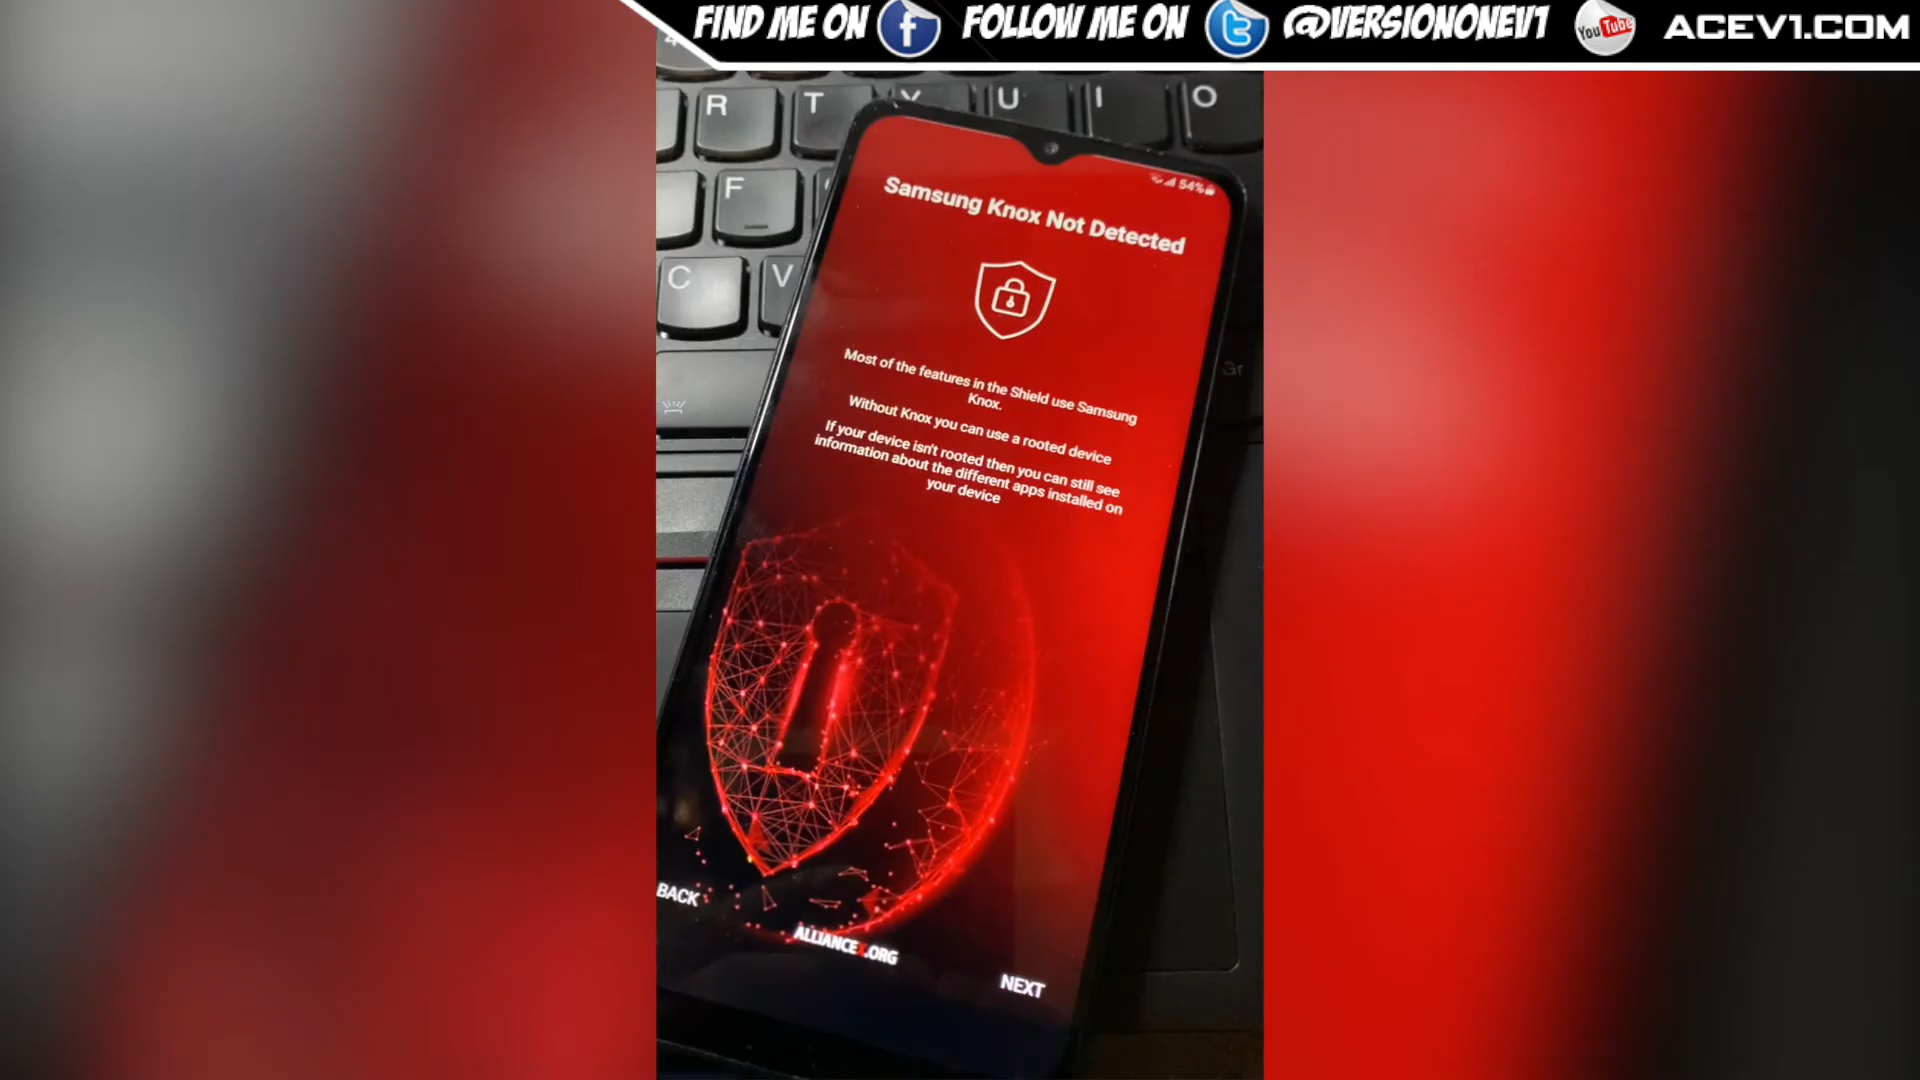 FIND ME ON f FOLLOW ME ON @VERSIONONEV1 You Tube ACEV1.COM
R T Y U I O
F
C V
Gr
54%
Samsung Knox Not Detected
Most of the features in the Shield use Samsung
Knox.
Without Knox you can use a rooted device
If your device isn't rooted then you can still see
information about the different apps installed on
your device
BACK
ALLIANCEX.ORG
NEXT